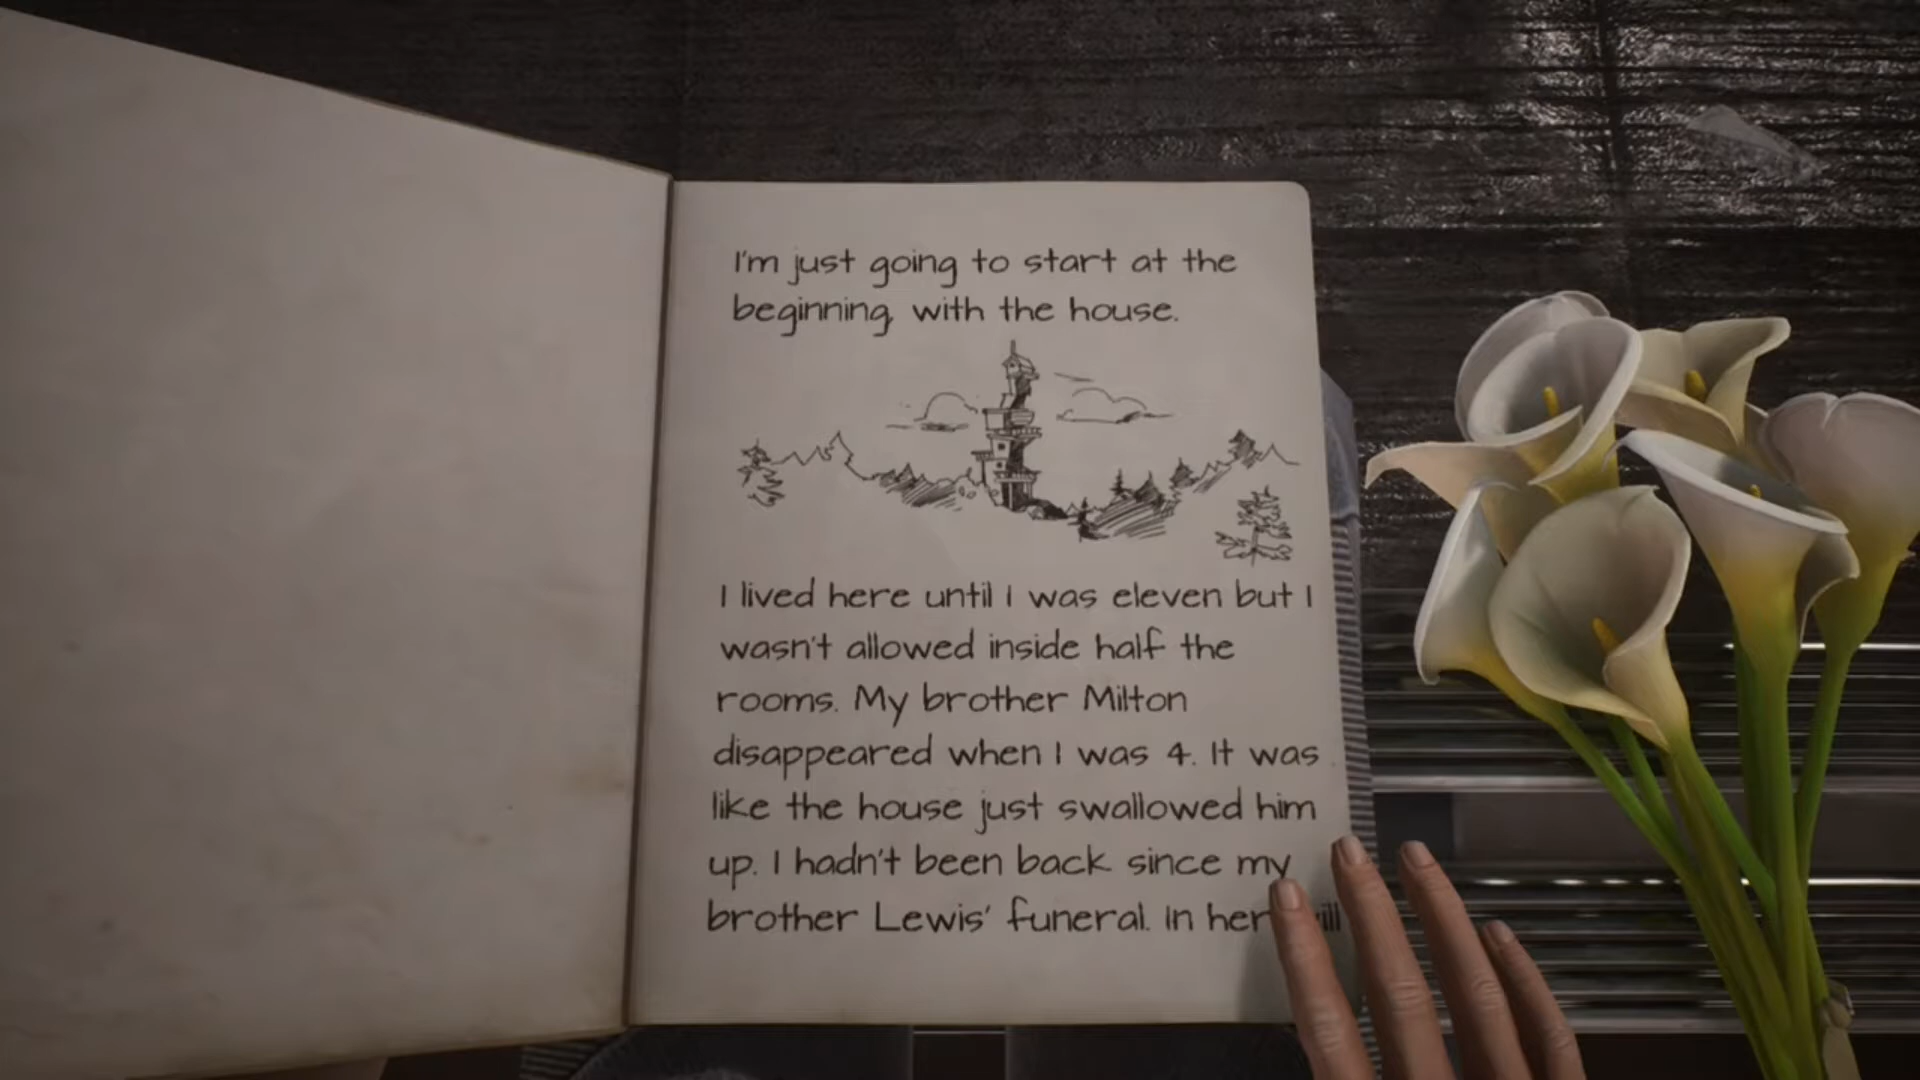 I'm just going to start at the
beginning, with the house.
I lived here until I was eleven but I
wasn't allowed inside half the
rooms. My brother Milton
disappeared when I was 4. It was
like the house just swallowed him
up. I hadn't been back since my
brother Lewis' funeral. In her